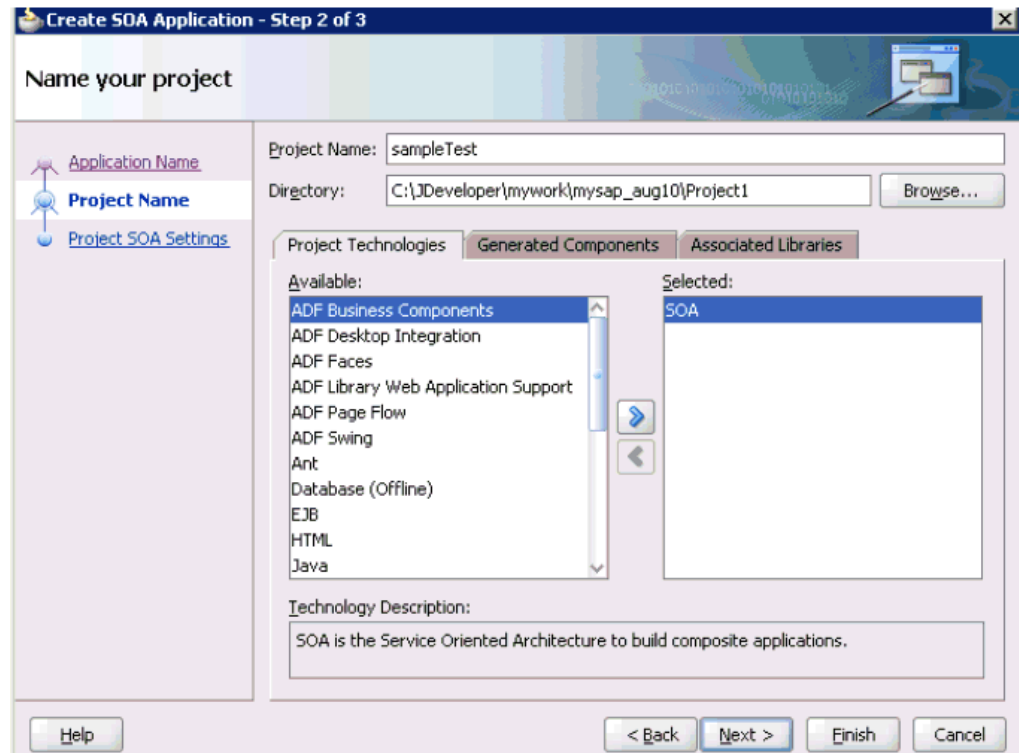 Create SOA Application - Step 2 of 3
Name your project
Application Name
Project Name
Project SOA Settings
Project Name: sampleTest
Directory: C:\JDeveloper\mywork\mysap_aug10\Project1 Browse...
Project Technologies Generated Components Associated Libraries
Available: Selected:
ADF Business Components SOA
ADF Desktop Integration
ADF Faces
ADF Library Web Application Support
ADF Page Flow
ADF Swing
Ant
Database (Offline)
EJB
HTML
Java
Technology Description:
SOA is the Service Oriented Architecture to build composite applications.
Help < Back Next > Finish Cancel